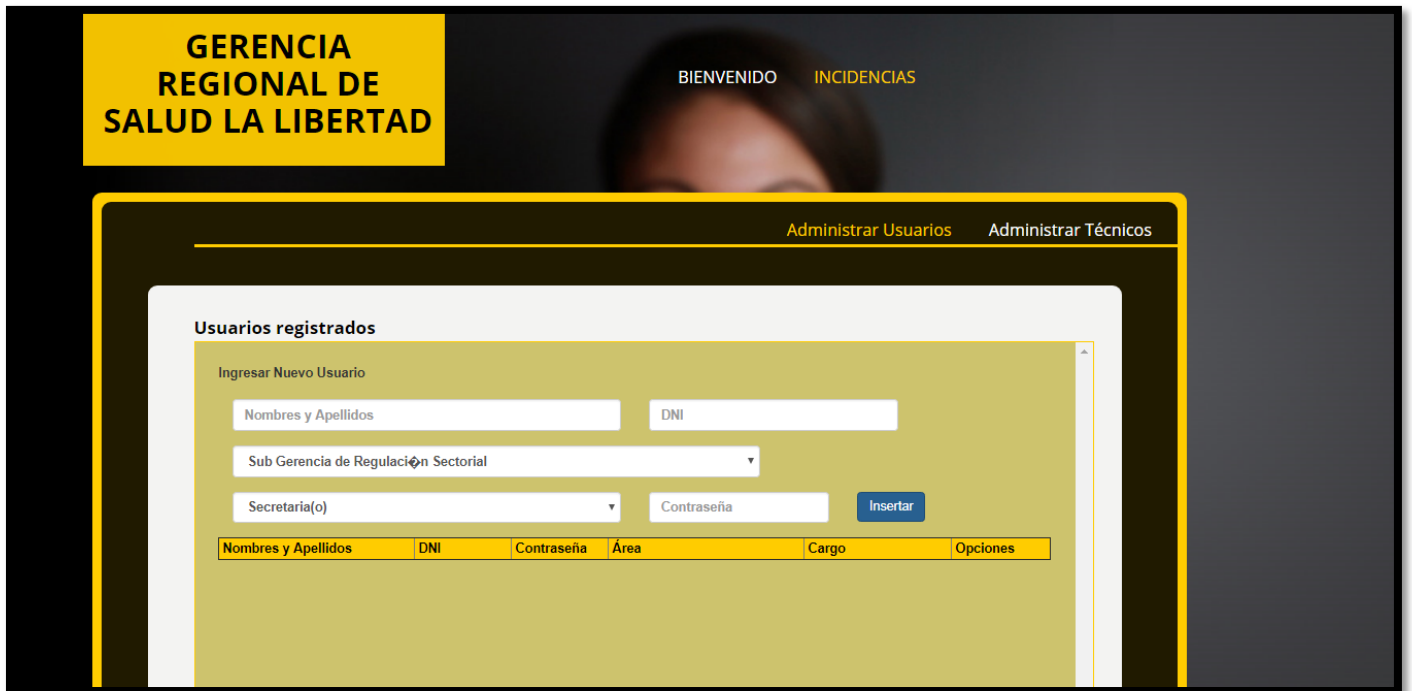 GERENCIA
REGIONAL DE
SALUD LA LIBERTAD
BIENVENIDO INCIDENCIAS
Administrar Usuarios Administrar Técnicos
Usuarios registrados
Ingresar Nuevo Usuario
Nombres y Apellidos DNI
Sub Gerencia de Regulaci�n Sectorial
Secretaria(o) Contraseña Insertar
Nombres y Apellidos DNI Contraseña Área Cargo Opciones